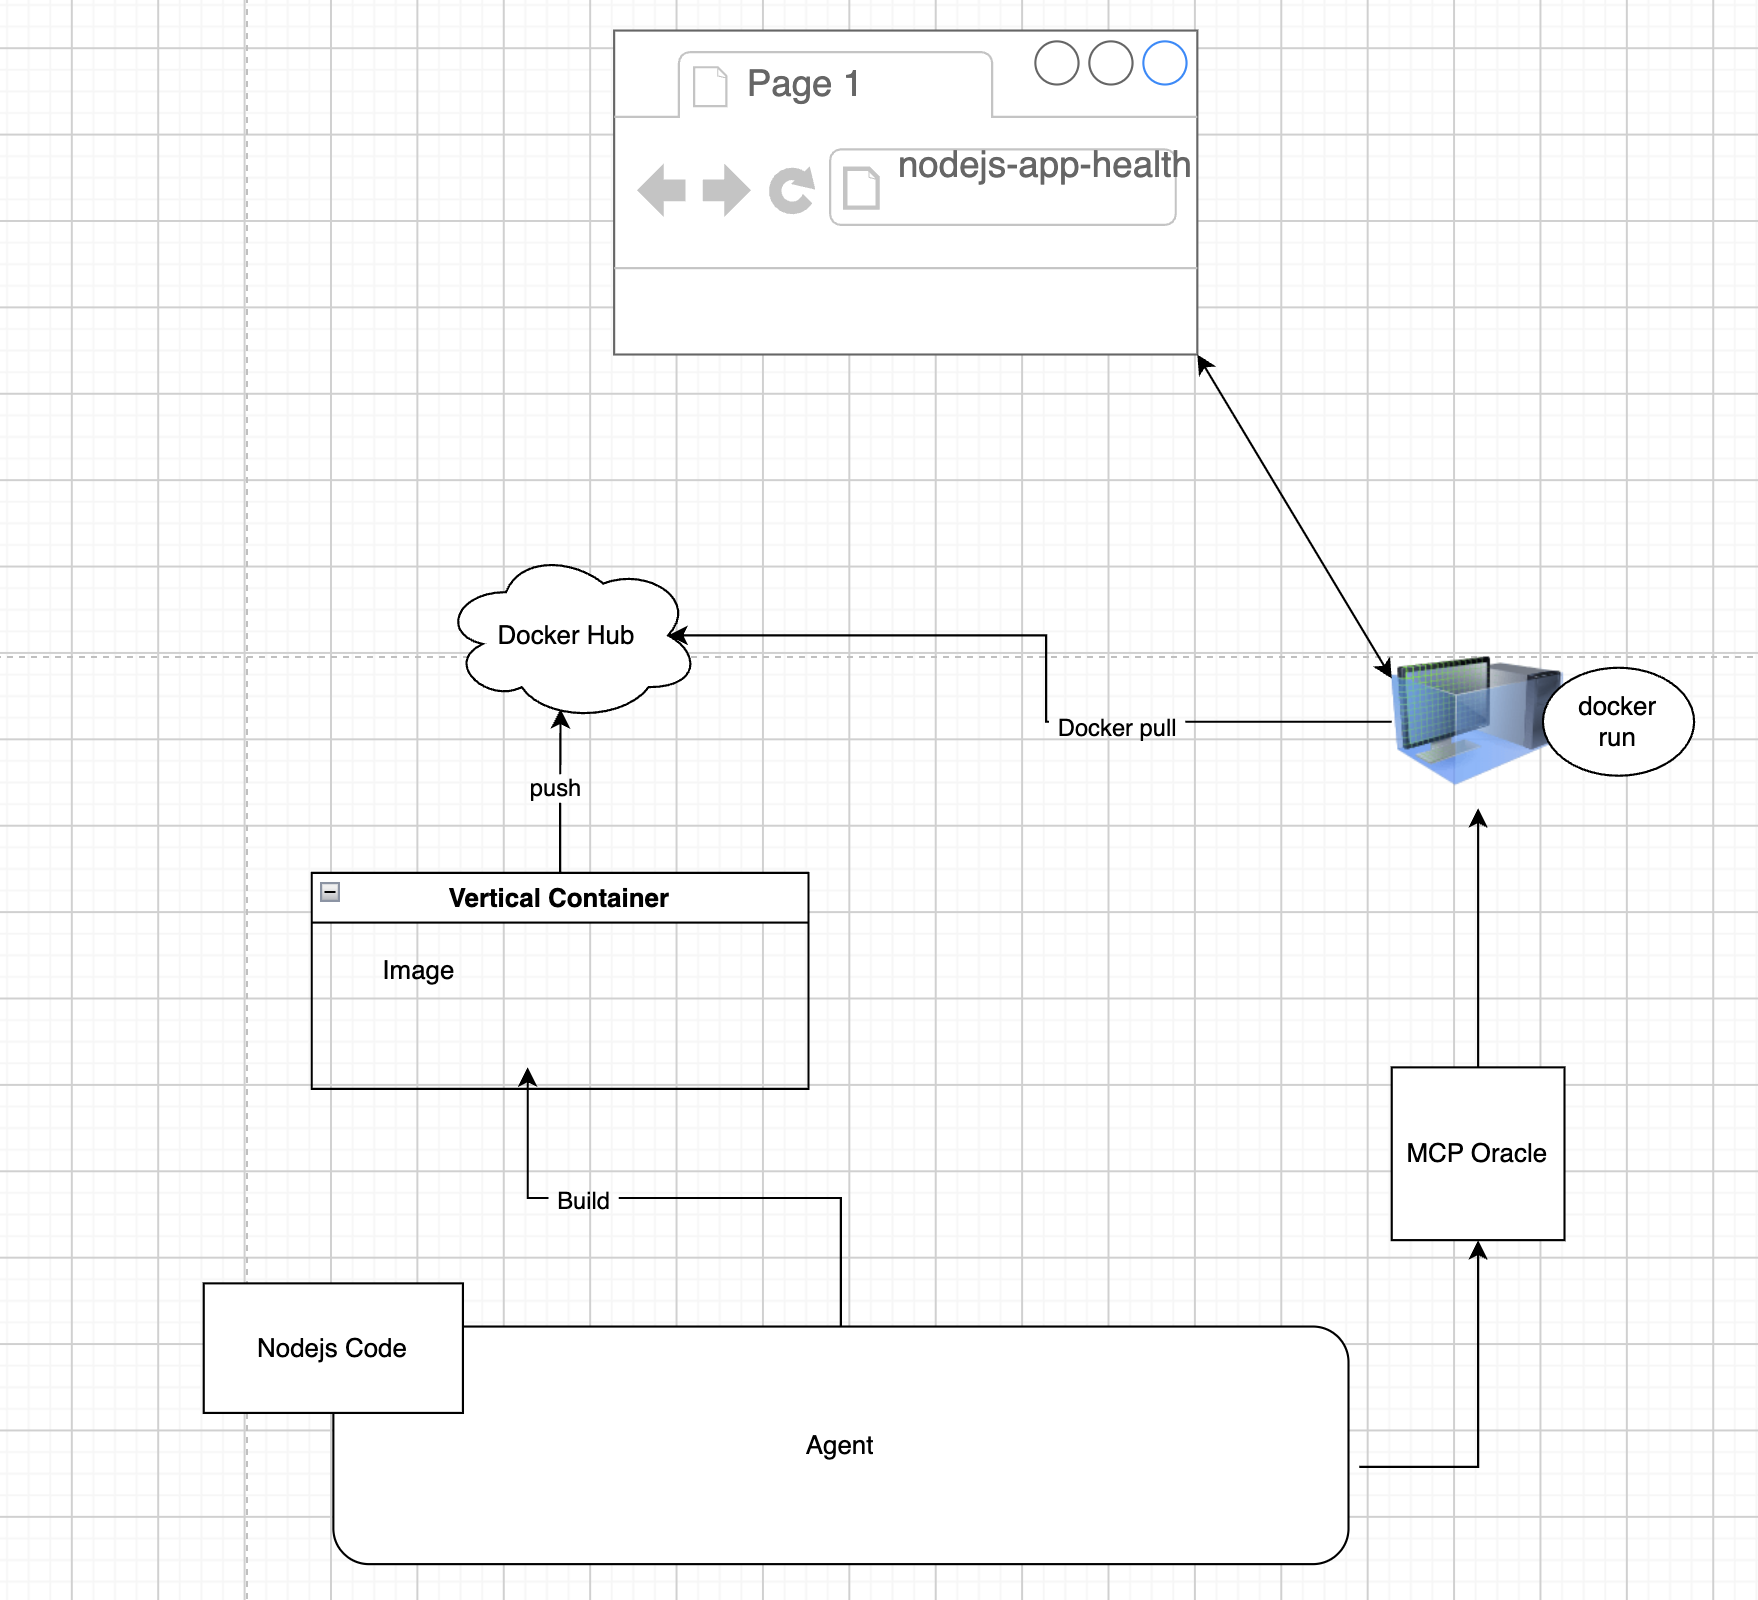 Page 1
nodejs-app-health
Docker Hub
Docker pull
docker
run
push
Vertical Container
Image
MCP Oracle
Build
Nodejs Code
Agent